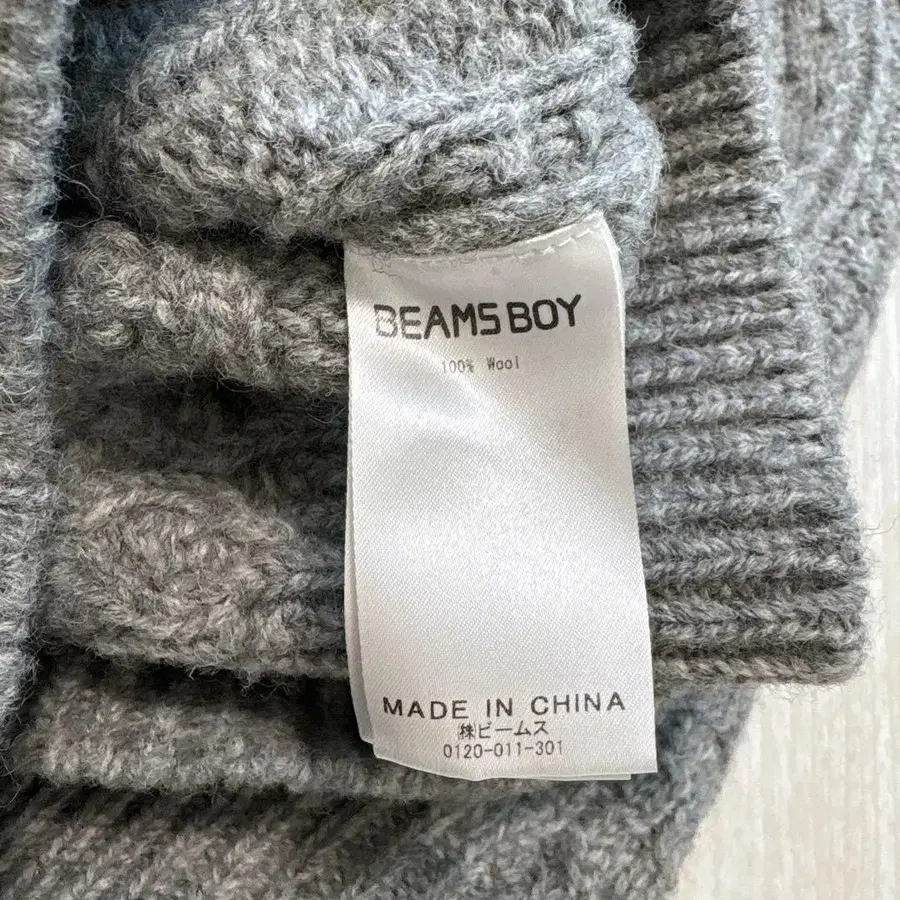 BEAMS BOY
100% Wool
MADE IN CHINA
㈱ビームス
0120-011-301